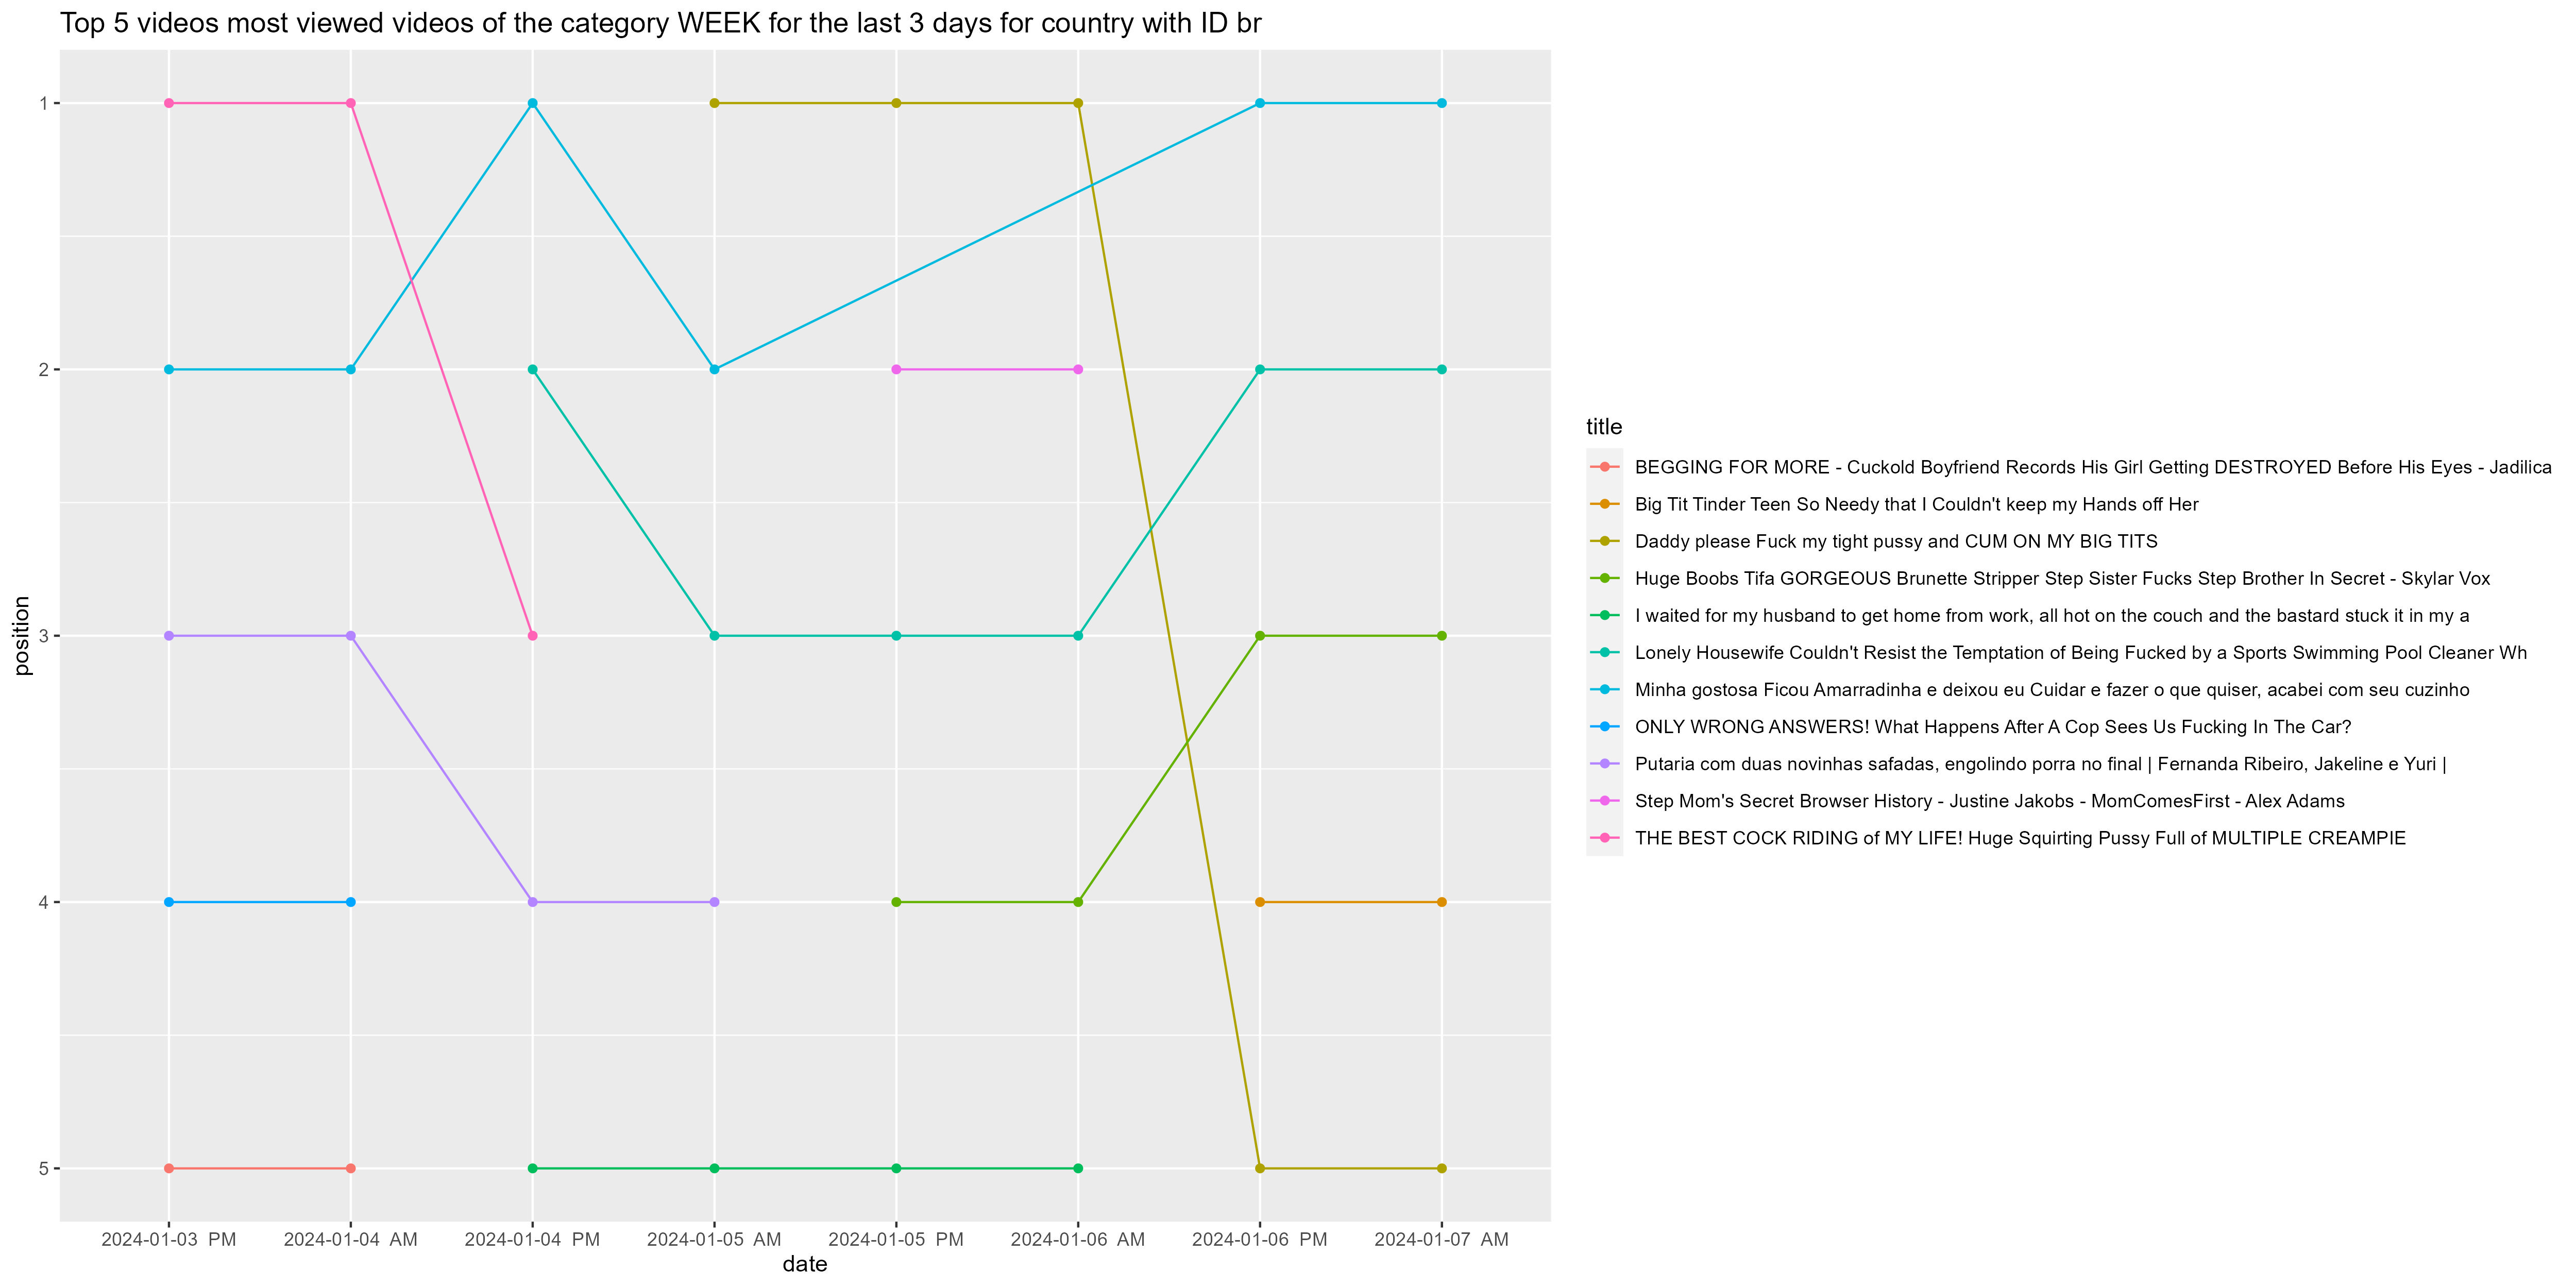 Top 5 videos most viewed videos of the category WEEK for the last 3 days for country with ID br
position
1
2
3
4
5
2024-01-03 PM
2024-01-04 AM
2024-01-04 PM
2024-01-05 AM
2024-01-05 PM
2024-01-06 AM
2024-01-06 PM
2024-01-07 AM
date
title
BEGGING FOR MORE - Cuckold Boyfriend Records His Girl Getting DESTROYED Before His Eyes - Jadilica
Big Tit Tinder Teen So Needy that I Couldn't keep my Hands off Her
Daddy please Fuck my tight pussy and CUM ON MY BIG TITS
Huge Boobs Tifa GORGEOUS Brunette Stripper Step Sister Fucks Step Brother In Secret - Skylar Vox
I waited for my husband to get home from work, all hot on the couch and the bastard stuck it in my a
Lonely Housewife Couldn't Resist the Temptation of Being Fucked by a Sports Swimming Pool Cleaner Wh
Minha gostosa Ficou Amarradinha e deixou eu Cuidar e fazer o que quiser, acabei com seu cuzinho
ONLY WRONG ANSWERS! What Happens After A Cop Sees Us Fucking In The Car?
Putaria com duas novinhas safadas, engolindo porra no final | Fernanda Ribeiro, Jakeline e Yuri |
Step Mom's Secret Browser History - Justine Jakobs - MomComesFirst - Alex Adams
THE BEST COCK RIDING of MY LIFE! Huge Squirting Pussy Full of MULTIPLE CREAMPIE